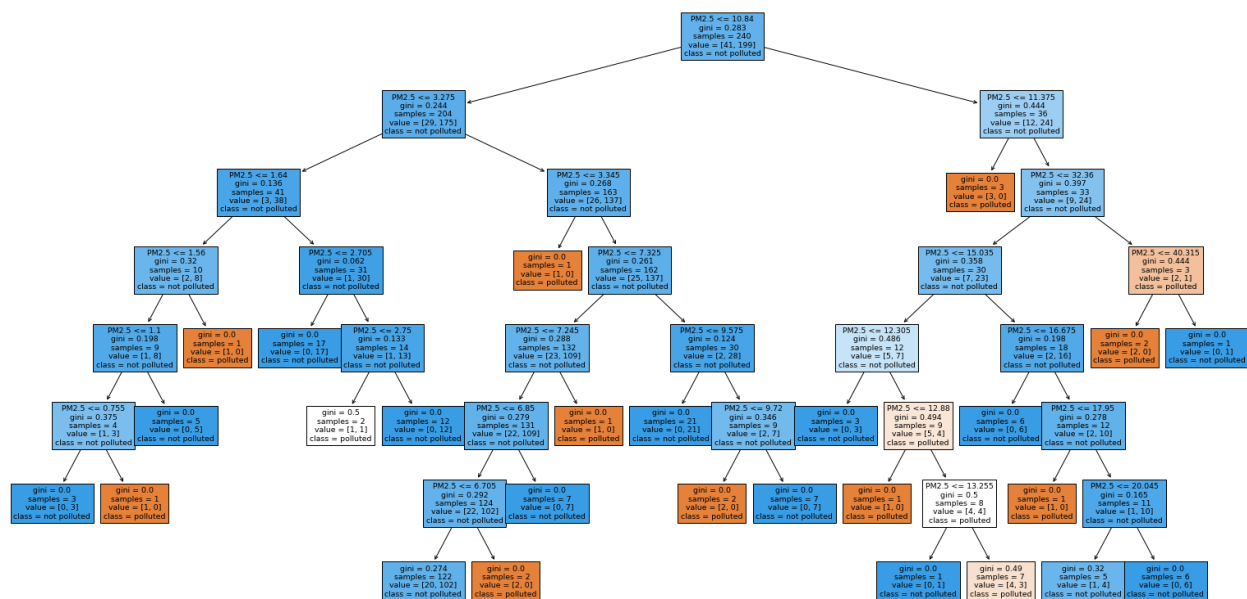 PM2.5 <= 10.84
gini = 0.283
samples = 240
value = [41, 199]
class = not polluted
PM2.5 <= 3.275
gini = 0.244
samples = 204
value = [29, 175]
class = not polluted
PM2.5 <= 11.375
gini = 0.444
samples = 36
value = [12, 24]
class = not polluted
PM2.5 <= 1.64
gini = 0.136
samples = 41
value = [3, 38]
class = not polluted
PM2.5 <= 3.345
gini = 0.268
samples = 163
value = [26, 137]
class = not polluted
gini = 0.0
samples = 3
value = [3, 0]
class = polluted
PM2.5 <= 32.36
gini = 0.397
samples = 33
value = [9, 24]
class = not polluted
PM2.5 <= 1.56
gini = 0.32
samples = 10
value = [2, 8]
class = not polluted
PM2.5 <= 2.705
gini = 0.062
samples = 31
value = [1, 30]
class = not polluted
gini = 0.0
samples = 1
value = [1, 0]
class = polluted
PM2.5 <= 7.325
gini = 0.261
samples = 162
value = [25, 137]
class = not polluted
PM2.5 <= 15.035
gini = 0.358
samples = 30
value = [7, 23]
class = not polluted
PM2.5 <= 40.315
gini = 0.444
samples = 3
value = [2, 1]
class = polluted
PM2.5 <= 1.1
gini = 0.198
samples = 9
value = [1, 8]
class = not polluted
gini = 0.0
samples = 1
value = [1, 0]
class = polluted
gini = 0.0
samples = 17
value = [0, 17]
class = not polluted
PM2.5 <= 2.75
gini = 0.133
samples = 14
value = [1, 13]
class = not polluted
PM2.5 <= 7.245
gini = 0.288
samples = 132
value = [23, 109]
class = not polluted
PM2.5 <= 9.575
gini = 0.124
samples = 30
value = [2, 28]
class = not polluted
PM2.5 <= 12.305
gini = 0.486
samples = 12
value = [5, 7]
class = not polluted
PM2.5 <= 16.675
gini = 0.198
samples = 18
value = [2, 16]
class = not polluted
gini = 0.0
samples = 2
value = [2, 0]
class = polluted
gini = 0.0
samples = 1
value = [0, 1]
class = not polluted
PM2.5 <= 0.755
gini = 0.375
samples = 4
value = [1, 3]
class = not polluted
gini = 0.0
samples = 5
value = [0, 5]
class = not polluted
gini = 0.5
samples = 2
value = [1, 1]
class = polluted
gini = 0.0
samples = 12
value = [0, 12]
class = not polluted
PM2.5 <= 6.85
gini = 0.279
samples = 131
value = [22, 109]
class = not polluted
gini = 0.0
samples = 1
value = [1, 0]
class = polluted
gini = 0.0
samples = 21
value = [0, 21]
class = not polluted
PM2.5 <= 9.72
gini = 0.346
samples = 9
value = [2, 7]
class = not polluted
gini = 0.0
samples = 3
value = [0, 3]
class = not polluted
PM2.5 <= 12.88
gini = 0.494
samples = 9
value = [5, 4]
class = polluted
gini = 0.0
samples = 6
value = [0, 6]
class = not polluted
PM2.5 <= 17.95
gini = 0.278
samples = 12
value = [2, 10]
class = not polluted
gini = 0.0
samples = 3
value = [0, 3]
class = not polluted
gini = 0.0
samples = 1
value = [1, 0]
class = polluted
PM2.5 <= 6.705
gini = 0.292
samples = 124
value = [22, 102]
class = not polluted
gini = 0.0
samples = 7
value = [0, 7]
class = not polluted
gini = 0.0
samples = 2
value = [2, 0]
class = polluted
gini = 0.0
samples = 7
value = [0, 7]
class = not polluted
gini = 0.0
samples = 1
value = [1, 0]
class = polluted
PM2.5 <= 13.255
gini = 0.5
samples = 8
value = [4, 4]
class = polluted
gini = 0.0
samples = 1
value = [1, 0]
class = polluted
PM2.5 <= 20.045
gini = 0.165
samples = 11
value = [1, 10]
class = not polluted
gini = 0.274
samples = 122
value = [20, 102]
class = not polluted
gini = 0.0
samples = 2
value = [2, 0]
class = polluted
gini = 0.0
samples = 1
value = [0, 1]
class = not polluted
gini = 0.49
samples = 7
value = [4, 3]
class = polluted
gini = 0.32
samples = 5
value = [1, 4]
class = not polluted
gini = 0.0
samples = 6
value = [0, 6]
class = not polluted